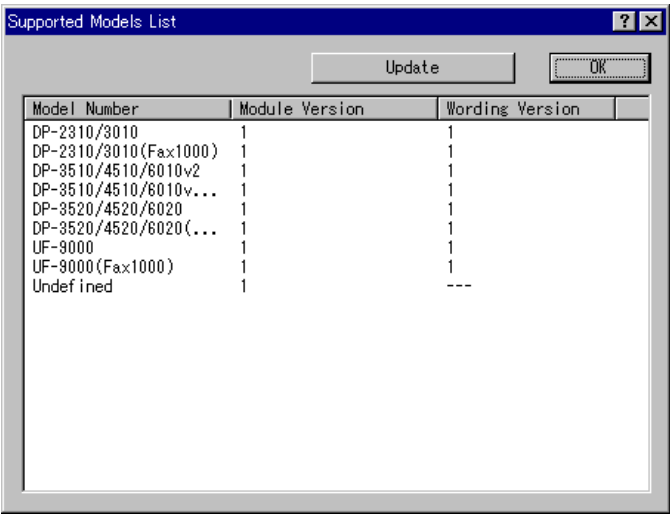 Supported Models List
Update OK
Model Number Module Version Wording Version
DP-2310/3010 1 1
DP-2310/3010(Fax1000) 1 1
DP-3510/4510/6010v2 1 1
DP-3510/4510/6010v... 1 1
DP-3520/4520/6020 1 1
DP-3520/4520/6020(... 1 1
UF-9000 1 1
UF-9000(Fax1000) 1 1
Undefined 1 ---